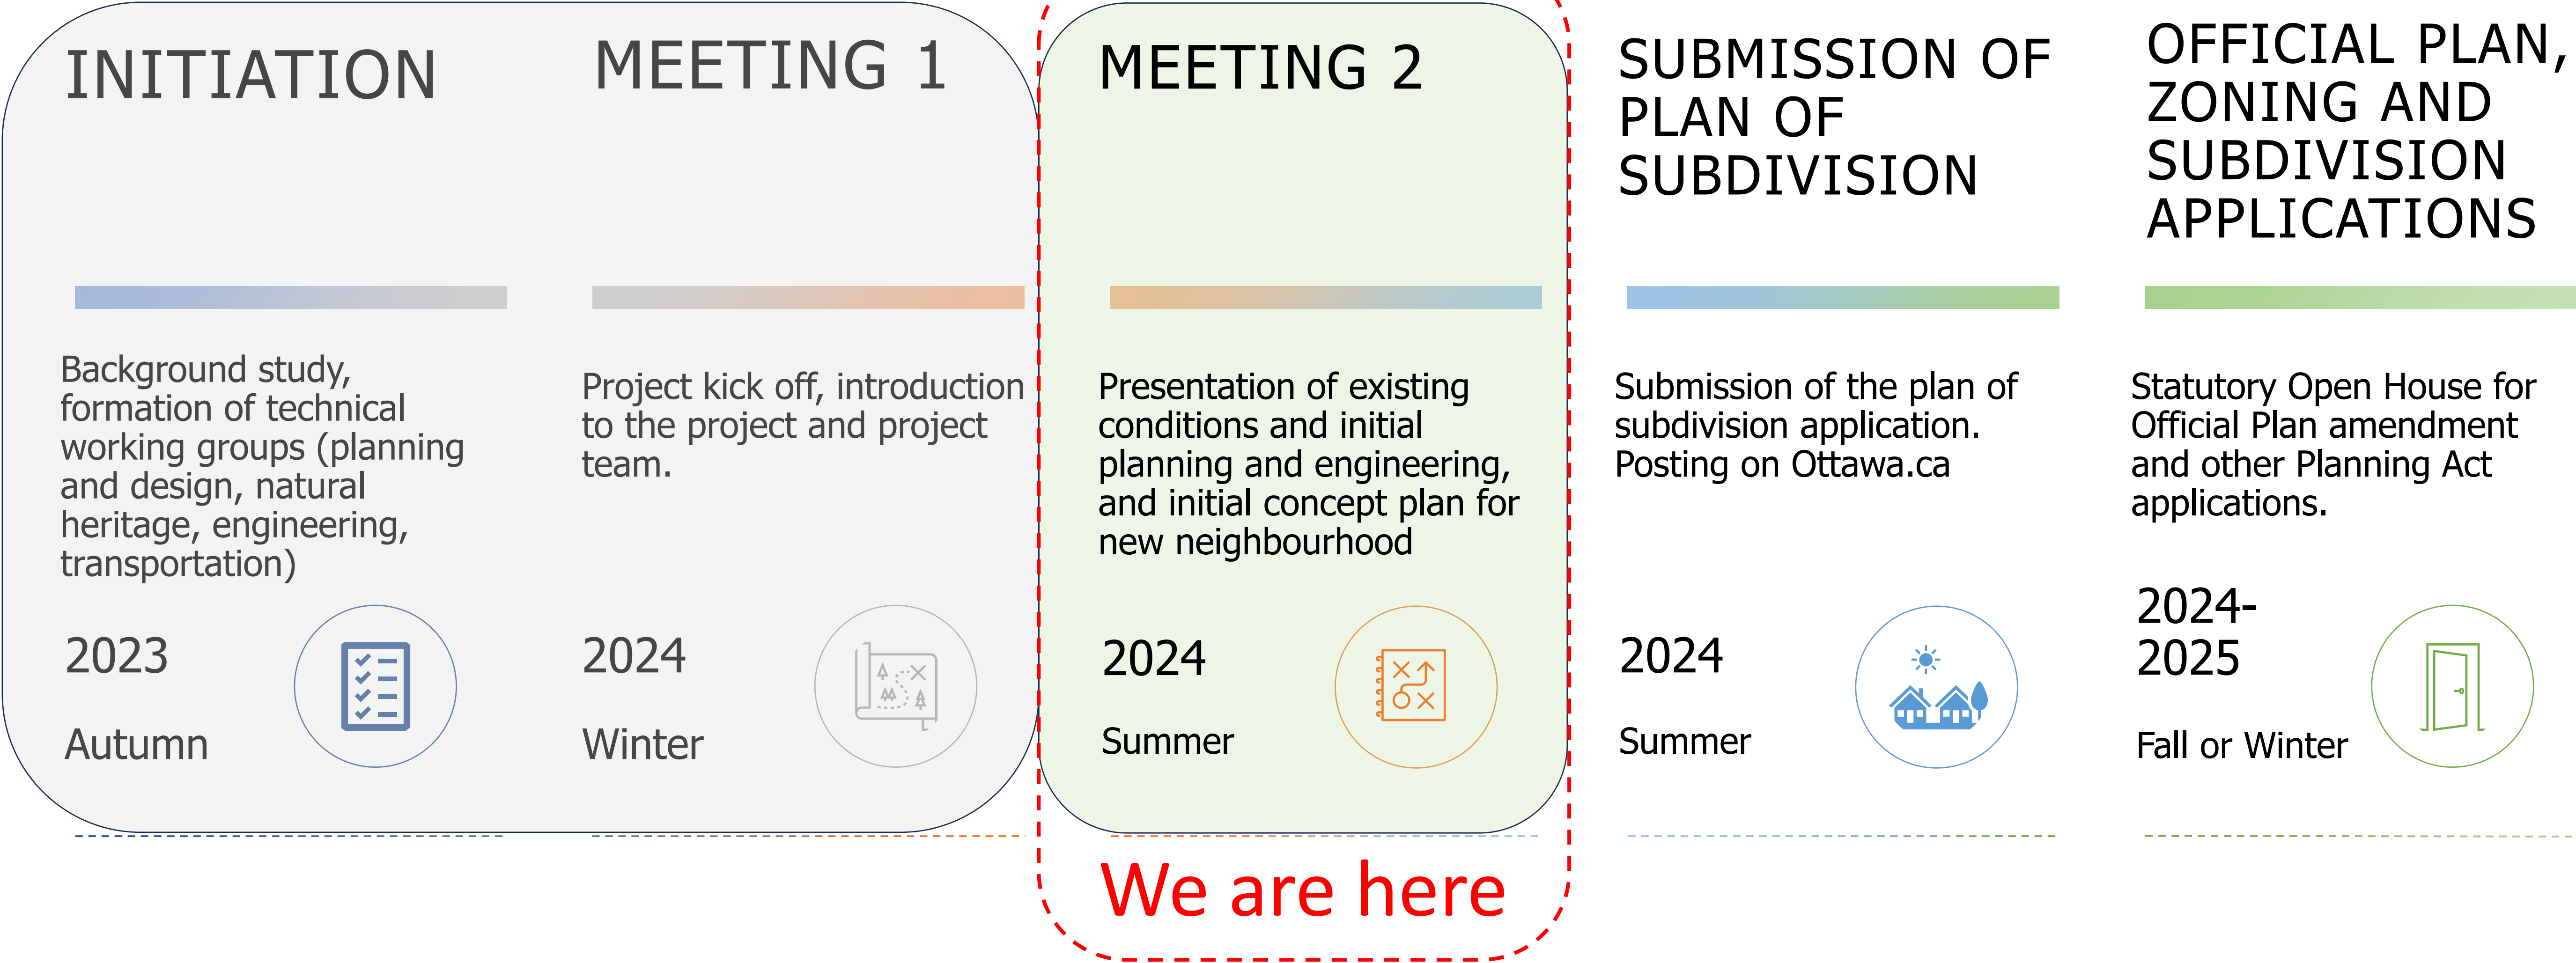 INITIATION
Background study,
formation of technical
working groups (planning
and design, natural
heritage, engineering,
transportation)
2023
Autumn
MEETING 1
Project kick off, introduction
to the project and project
team.
2024
Winter
MEETING 2
Presentation of existing
conditions and initial
planning and engineering,
and initial concept plan for
new neighbourhood
2024
Summer
We are here
SUBMISSION OF
PLAN OF
SUBDIVISION
Submission of the plan of
subdivision application.
Posting on Ottawa.ca
2024
Summer
OFFICIAL PLAN,
ZONING AND
SUBDIVISION
APPLICATIONS
Statutory Open House for
Official Plan amendment
and other Planning Act
applications.
2024-
2025
Fall or Winter